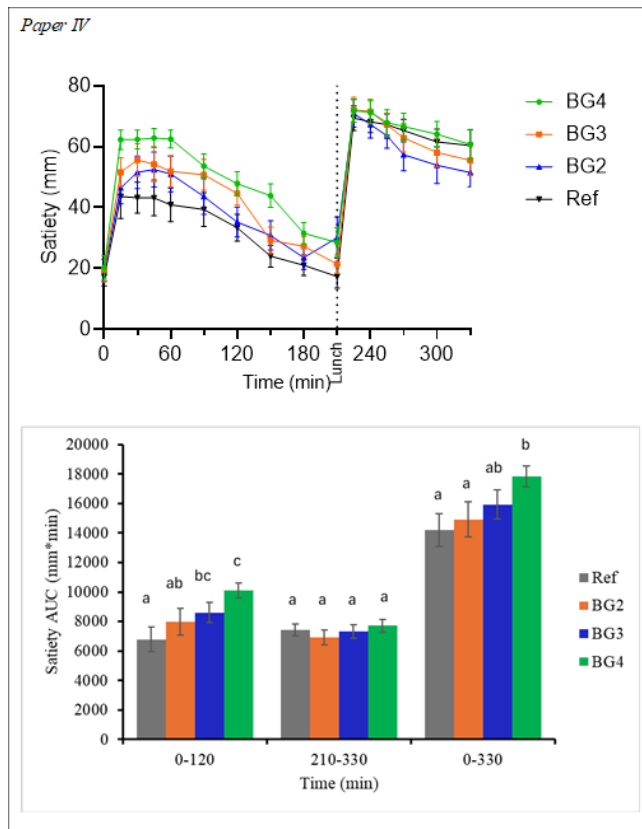 Paper IV
80
60
40
20
0
Satiety (mm)
0 60 120 180 240 300
Time (min)
Lunch
BG4
BG3
BG2
Ref
20000
18000
16000
14000
12000
10000
8000
6000
4000
2000
0
Satiety AUC (mm*min)
a ab bc c
a a a a
a a ab b
0-120 210-330 0-330
Time (min)
Ref
BG2
BG3
BG4